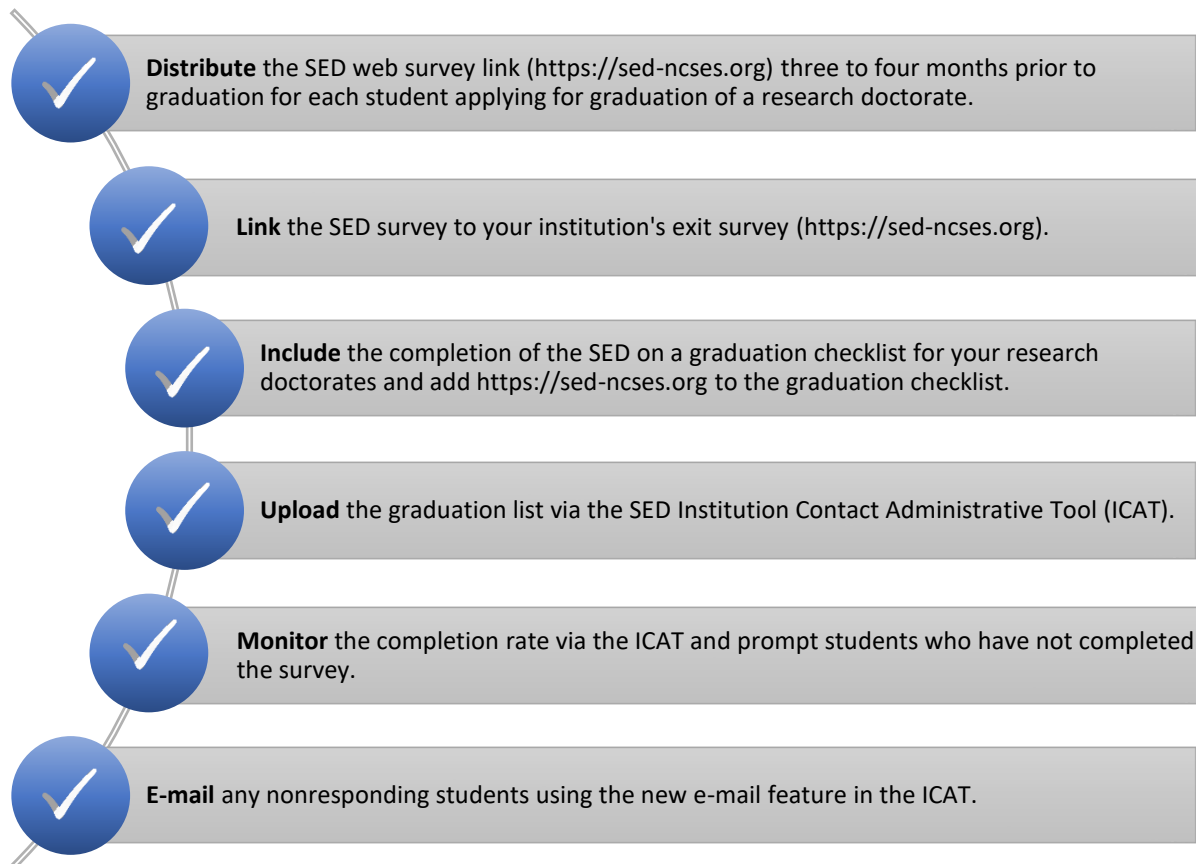 Distribute the SED web survey link (https://sed-ncses.org) three to four months prior to
graduation for each student applying for graduation of a research doctorate.
Link the SED survey to your institution's exit survey (https://sed-ncses.org).
Include the completion of the SED on a graduation checklist for your research
doctorates and add https://sed-ncses.org to the graduation checklist.
Upload the graduation list via the SED Institution Contact Administrative Tool (ICAT).
Monitor the completion rate via the ICAT and prompt students who have not completed
the survey.
E-mail any nonresponding students using the new e-mail feature in the ICAT.